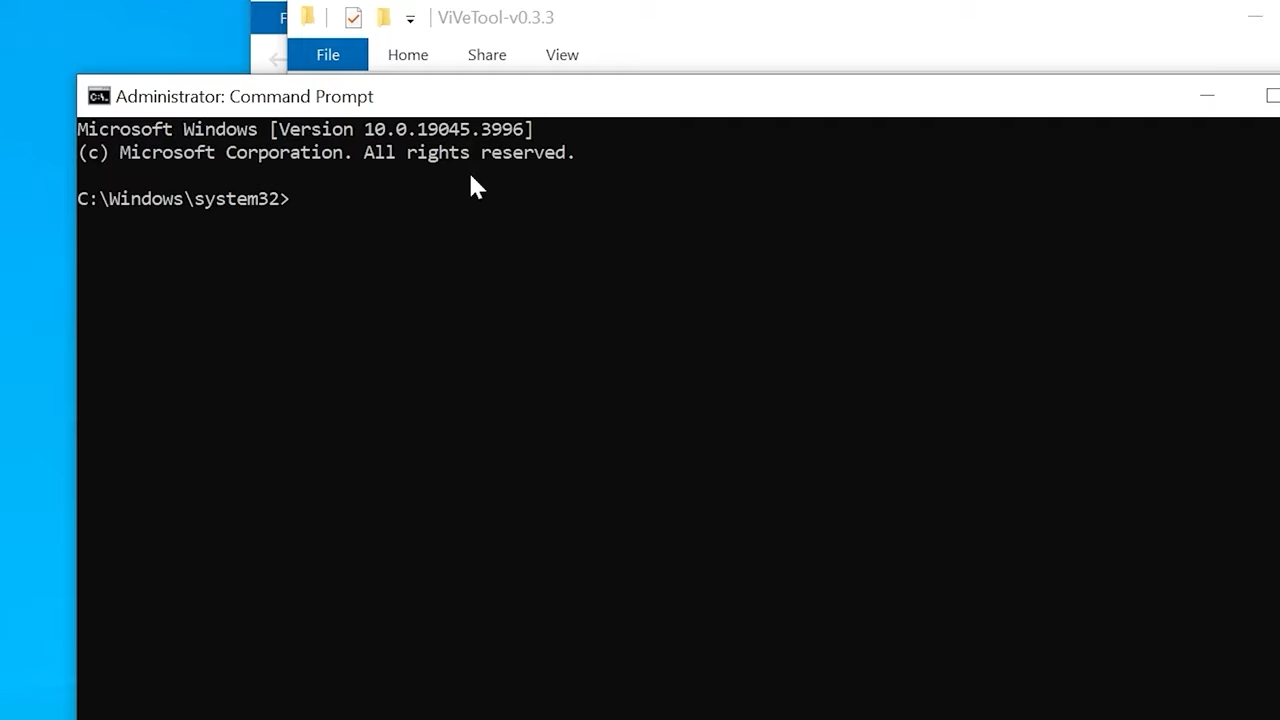 F
ViVeTool-v0.3.3
File Home Share View
Administrator: Command Prompt
Microsoft Windows [Version 10.0.19045.3996]
(c) Microsoft Corporation. All rights reserved.
C:\Windows\system32>